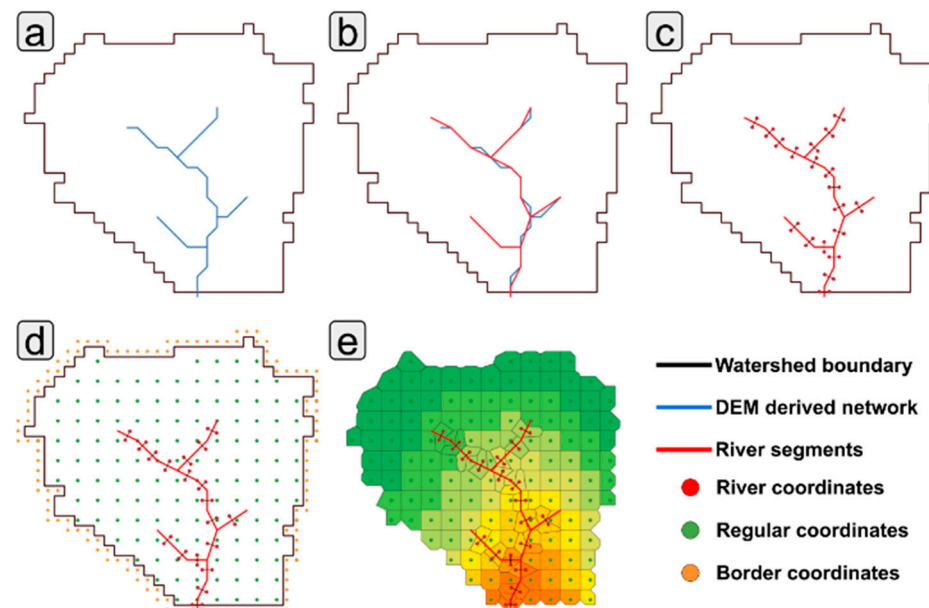 a
b
c
d
e
Watershed boundary
DEM derived network
River segments
River coordinates
Regular coordinates
Border coordinates